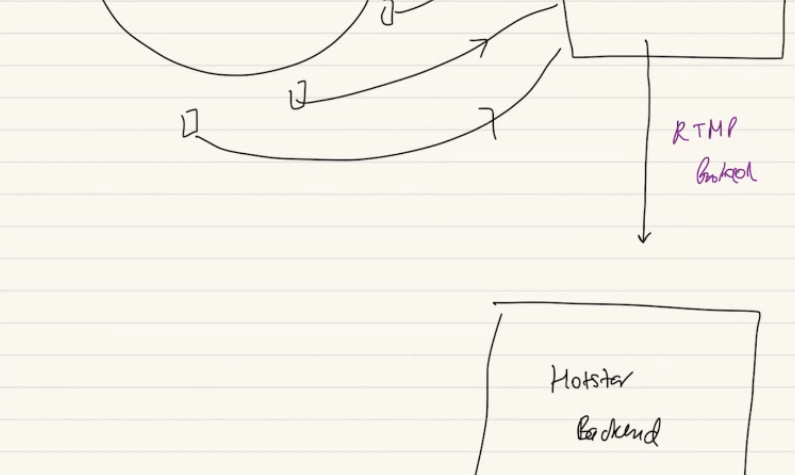 RTMP
Protocol
Hotstar
Backend